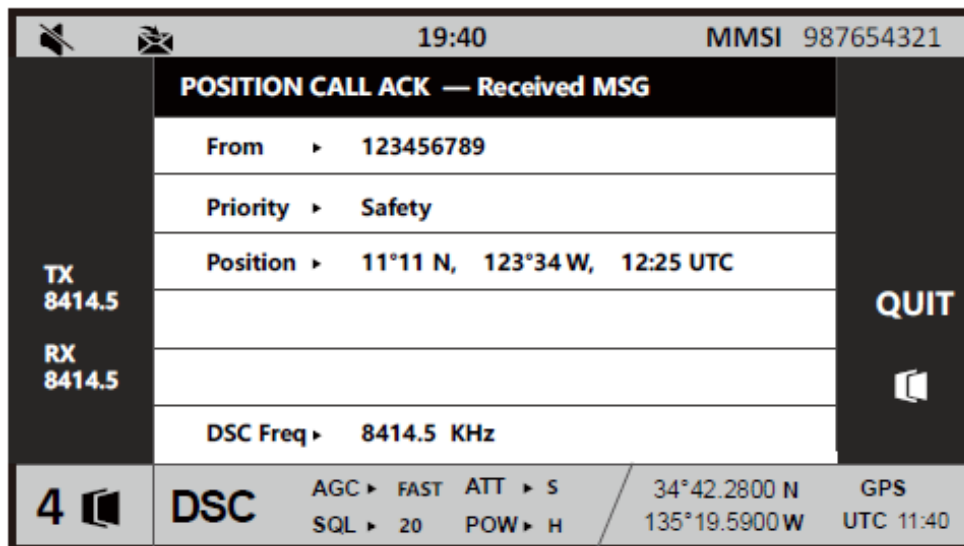 19:40 MMSI 987654321
POSITION CALL ACK — Received MSG
From ▸ 123456789
Priority ▸ Safety
Position ▸ 11°11 N, 123°34 W, 12:25 UTC
TX
8414.5
RX
8414.5
QUIT
DSC Freq ▸ 8414.5 KHz
4 DSC
AGC ▸ FAST ATT ▸ S
SQL ▸ 20 POW ▸ H
34°42.2800 N GPS
135°19.5900 W UTC 11:40